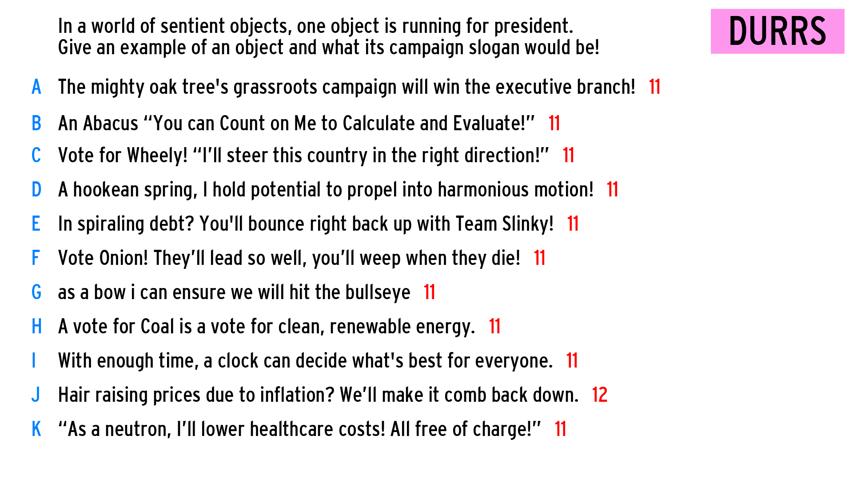 In a world of sentient objects, one object is running for president.
Give an example of an object and what its campaign slogan would be!
DURRS
A The mighty oak tree's grassroots campaign will win the executive branch! 11
B An Abacus “You can Count on Me to Calculate and Evaluate!” 11
C Vote for Wheely! “I’ll steer this country in the right direction!” 11
D A hookean spring, I hold potential to propel into harmonious motion! 11
E In spiraling debt? You'll bounce right back up with Team Slinky! 11
F Vote Onion! They’ll lead so well, you’ll weep when they die! 11
G as a bow i can ensure we will hit the bullseye 11
H A vote for Coal is a vote for clean, renewable energy. 11
I With enough time, a clock can decide what's best for everyone. 11
J Hair raising prices due to inflation? We’ll make it comb back down. 12
K “As a neutron, I’ll lower healthcare costs! All free of charge!” 11